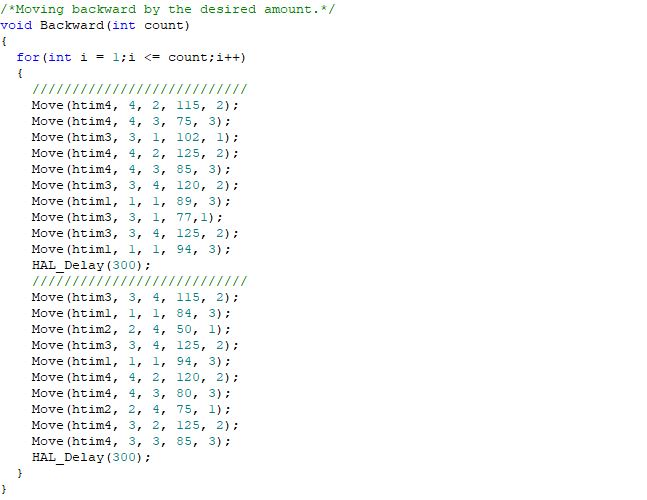 /*Moving backward by the desired amount.*/
void Backward(int count)
{
  for(int i = 1;i <= count;i++)
  {
    ///////////////////////////
    Move(htim4, 4, 2, 115, 2);
    Move(htim4, 4, 3, 75, 3);
    Move(htim3, 3, 1, 102, 1);
    Move(htim4, 4, 2, 125, 2);
    Move(htim4, 4, 3, 85, 3);
    Move(htim3, 3, 4, 120, 2);
    Move(htim1, 1, 1, 89, 3);
    Move(htim3, 3, 1, 77,1);
    Move(htim3, 3, 4, 125, 2);
    Move(htim1, 1, 1, 94, 3);
    HAL_Delay(300);
    ///////////////////////////
    Move(htim3, 3, 4, 115, 2);
    Move(htim1, 1, 1, 84, 3);
    Move(htim2, 2, 4, 50, 1);
    Move(htim3, 3, 4, 125, 2);
    Move(htim1, 1, 1, 94, 3);
    Move(htim4, 4, 2, 120, 2);
    Move(htim4, 4, 3, 80, 3);
    Move(htim2, 2, 4, 75, 1);
    Move(htim4, 3, 2, 125, 2);
    Move(htim4, 3, 3, 85, 3);
    HAL_Delay(300);
  }
}